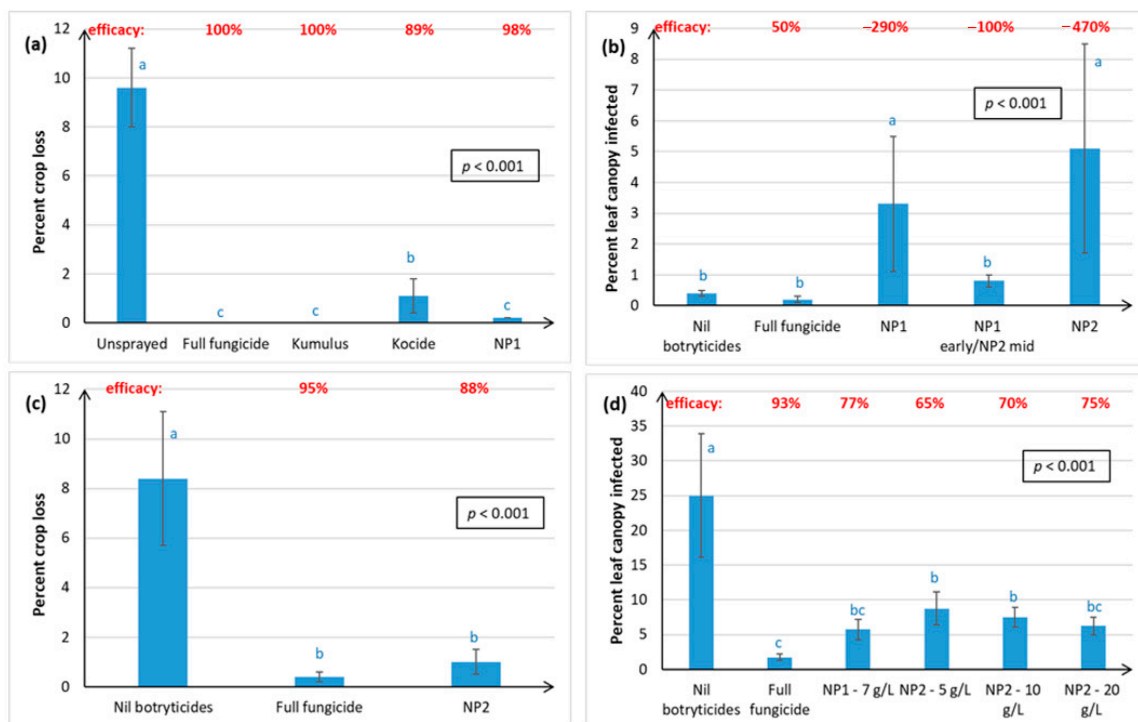 (a)
efficacy: 100% 100% 89% 98%
12
10
8
6
4
2
0
Percent crop loss
a
c
c
b
c
p < 0.001
Unsprayed Full fungicide Kumulus Kocide NP1
(b)
efficacy: 50% −290% −100% −470%
9
8
7
6
5
4
3
2
1
0
Percent leaf canopy infected
b
b
a
b
a
p < 0.001
Nil botryticides
Full fungicide
NP1
NP1 early/NP2 mid
NP2
(c)
efficacy: 95% 88%
12
10
8
6
4
2
0
Percent crop loss
a
b
b
p < 0.001
Nil botryticides Full fungicide NP2
(d)
efficacy: 93% 77% 65% 70% 75%
40
35
30
25
20
15
10
5
0
Percent leaf canopy infected
a
c
bc
b
b
bc
p < 0.001
Nil botryticides
Full fungicide
NP1 - 7 g/L
NP2 - 5 g/L
NP2 - 10 g/L
NP2 - 20 g/L